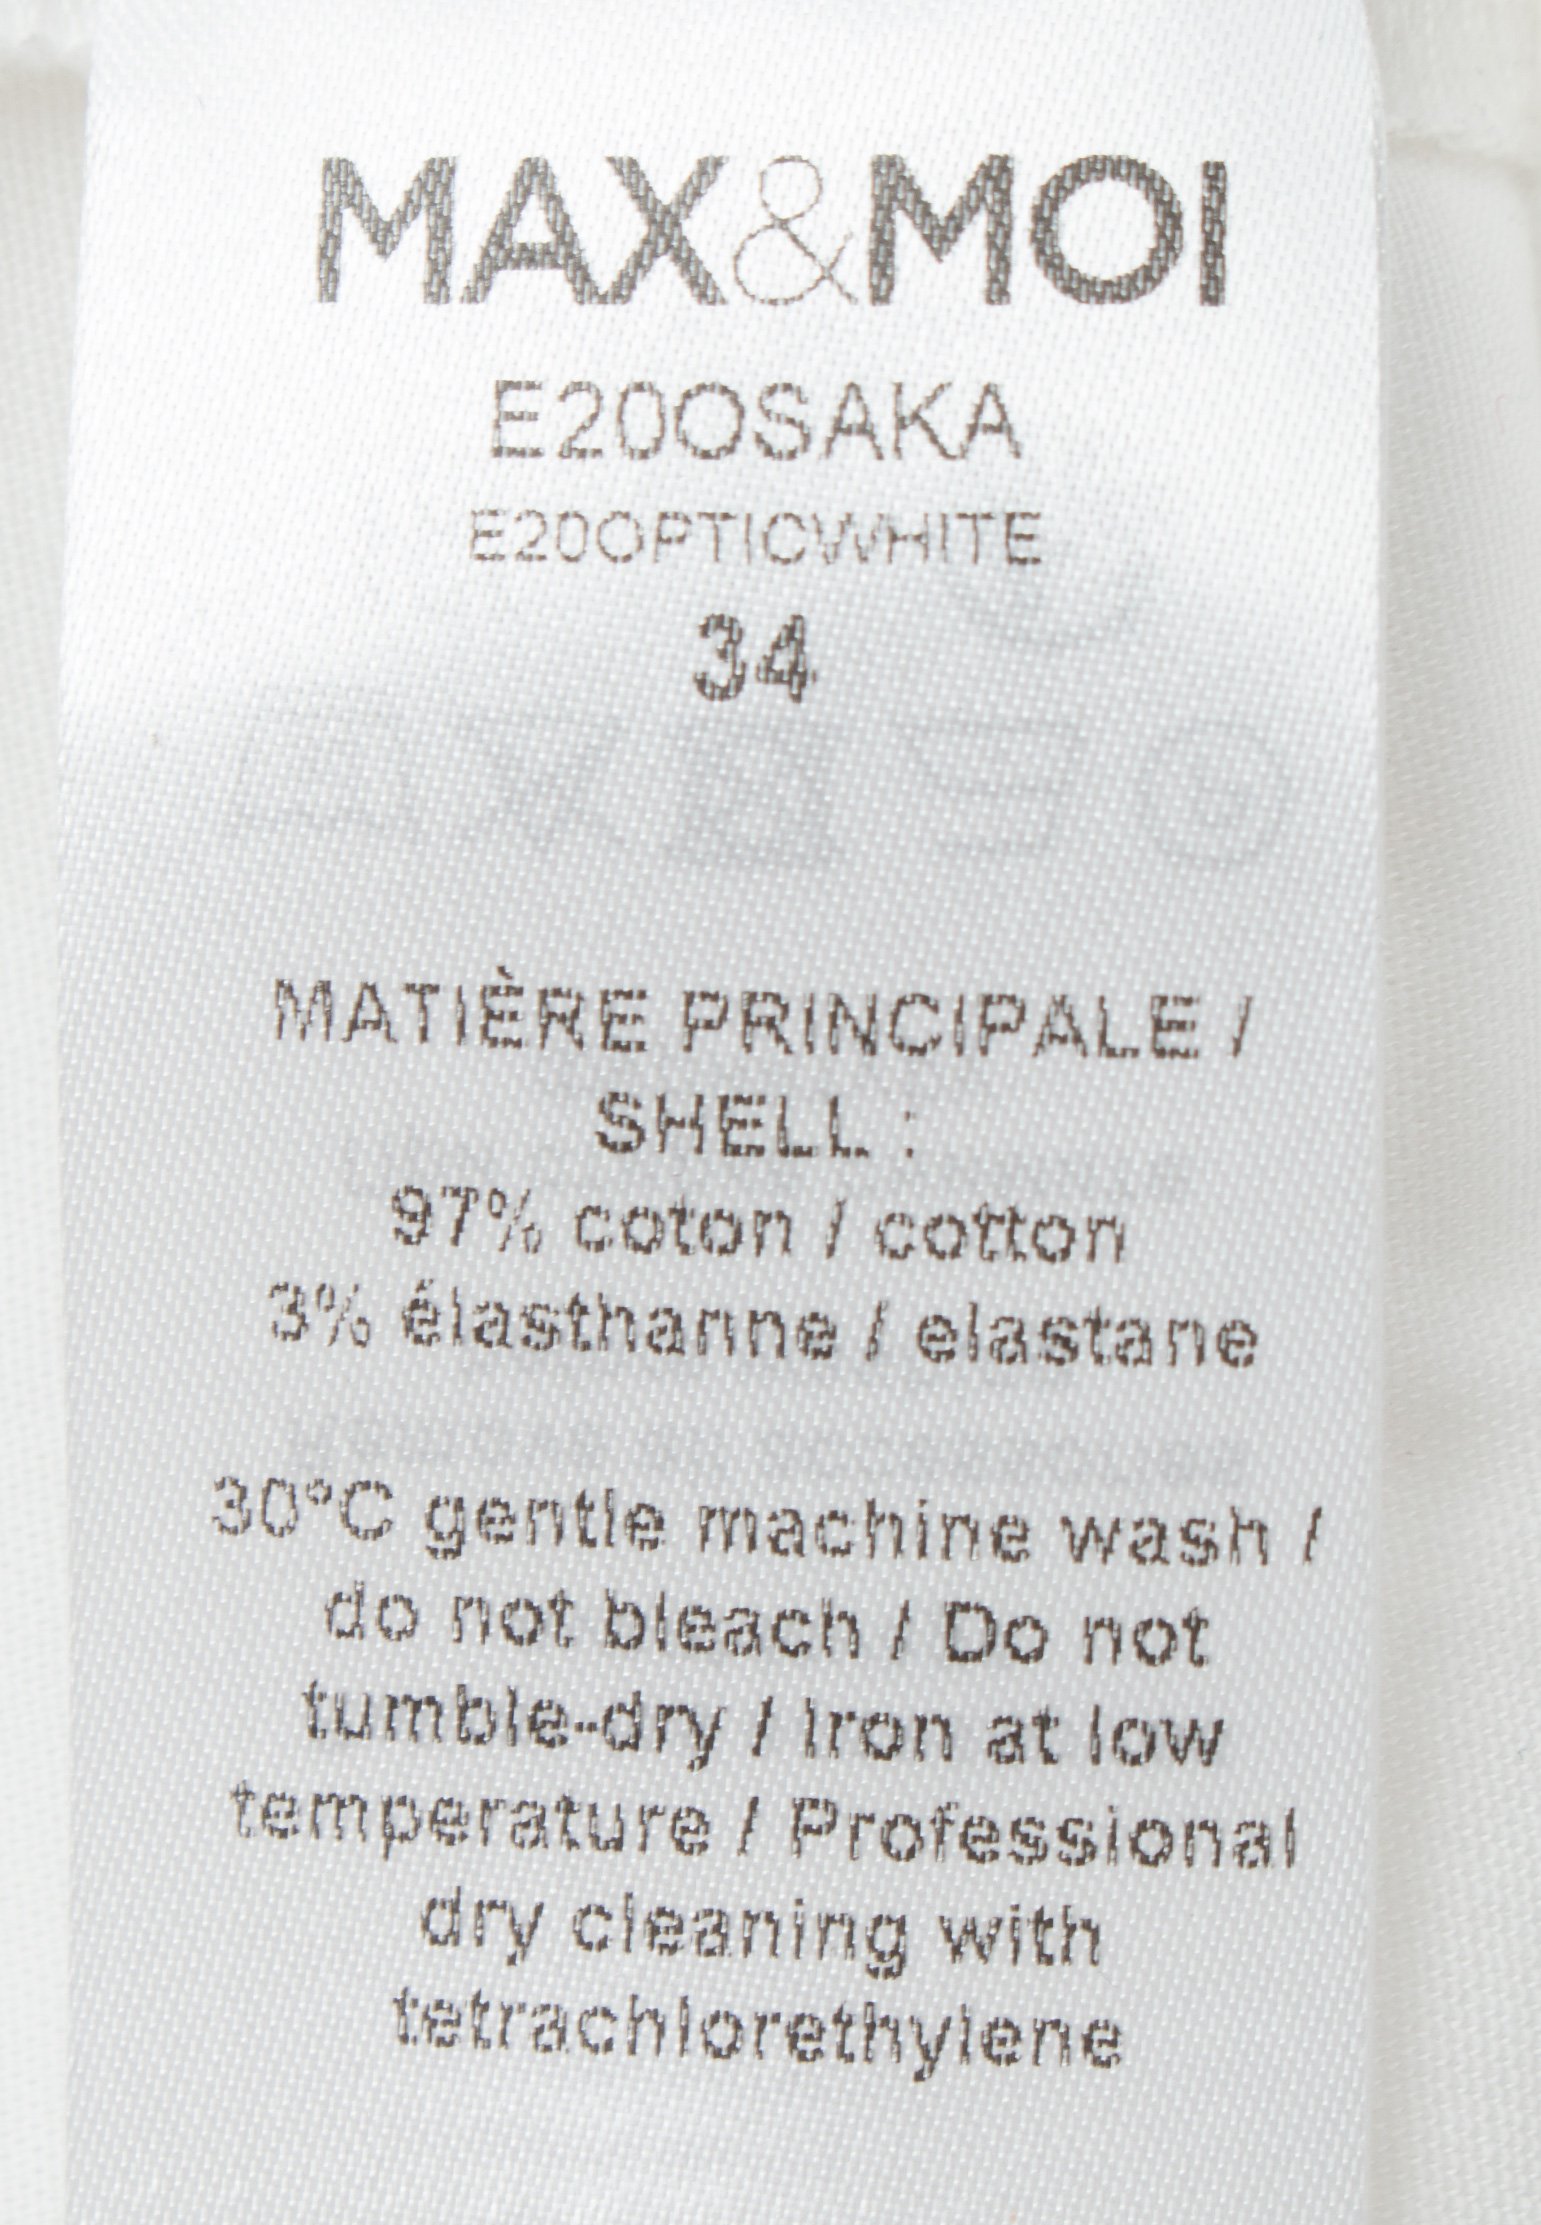 MAX&MOI
E20OSAKA
E20OPTICWHITE
34
MATIÈRE PRINCIPALE /
SHELL :
97% coton / cotton
3% élasthanne / elastane
30°C gentle machine wash /
do not bleach / Do not
tumble-dry / Iron at low
temperature / Professional
dry cleaning with
tetrachlorethylene